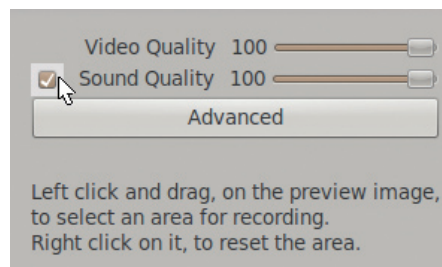 Video Quality 100
Sound Quality 100
Advanced
Left click and drag, on the preview image,
to select an area for recording.
Right click on it, to reset the area.